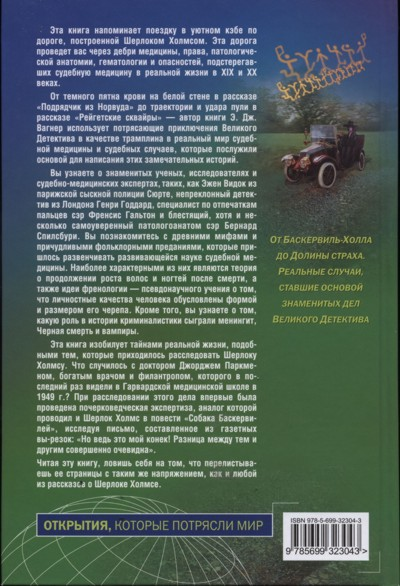 Эта книга напоминает поездку в уютном кэбе по
дороге, построенной Шерлоком Холмсом. Эта дорога
проведет вас через дебри медицины, права, патологи-
ческой анатомии, гематологии и опасностей, подстерегав-
ших судебную медицину в реальной жизни в XIX и XX
веках.
От темного пятна крови на белой стене в рассказе
«Подрядчик из Норвуда» до траектории и удара пули в
рассказе «Рейгетские сквайры» — автор книги Э. Дж.
Вагнер использует потрясающие приключения Великого
Детектива в качестве трамплина в реальный мир судеб-
ной медицины и судебных случаев, которые послужили
основой для написания этих замечательных историй.
Вы узнаете о знаменитых ученых, исследователях и
судебно-медицинских экспертах, таких, как Эжен Видок из
парижской сыскной полиции Сюрте, непреклонный детек-
тив из Лондона Генри Годдард, специалист по отпечаткам
пальцев сэр Френсис Гальтон и блестящий, хотя и не-
сколько самоуверенный патологоанатом сэр Бернард
Спилсбури. Вы познакомитесь с древними мифами и
причудливыми фольклорными преданиями, которые при-
шлось развенчивать развивающейся науке судебной ме-
дицины. Наиболее характерными из них являются теория
о продолжении роста волос и ногтей после смерти, а
также идеи френологии — псевдонаучного учения о том,
что личностные качества человека обусловлены формой
и размером его черепа. Кроме того, вы узнаете о том,
какую роль в истории криминалистики сыграли менингит,
Черная смерть и вампиры.
Эта книга изобилует тайнами реальной жизни, подоб-
ными тем, которые приходилось расследовать Шерлоку
Холмсу. Что случилось с доктором Джорджем Паркме-
ном, богатым врачом и филантропом, которого в по-
следний раз видели в Гарвардской медицинской школе в
1949 г.? При расследовании этого дела впервые была
проведена почерковедческая экспертиза, аналог которой
проводил и Шерлок Холмс в повести «Собака Баскерви-
лей», исследуя письмо, составленное из газетных
вы-резок: «Но ведь это мой конек! Разница между тем и
другим совершенно очевидна».
Читая эту книгу, ловишь себя на том, что перелистыва-
ешь ее страницы с таким же напряжением, как и любой
из рассказов о Шерлоке Холмсе.
От Баскервиль-Холла
до Долины страха.
Реальные случаи,
ставшие основой
знаменитых дел
Великого Детектива
ОТКРЫТИЯ, КОТОРЫЕ ПОТРЯСЛИ МИР
ISBN 978-5-699-32304-3
9 785699 323043 >